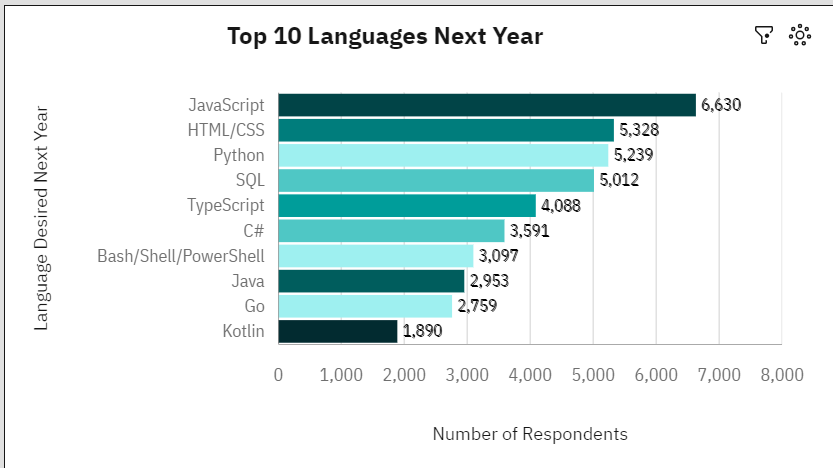 Top 10 Languages Next Year
Language Desired Next Year
JavaScript 6,630
HTML/CSS 5,328
Python 5,239
SQL 5,012
TypeScript 4,088
C# 3,591
Bash/Shell/PowerShell 3,097
Java 2,953
Go 2,759
Kotlin 1,890
0 1,000 2,000 3,000 4,000 5,000 6,000 7,000 8,000
Number of Respondents